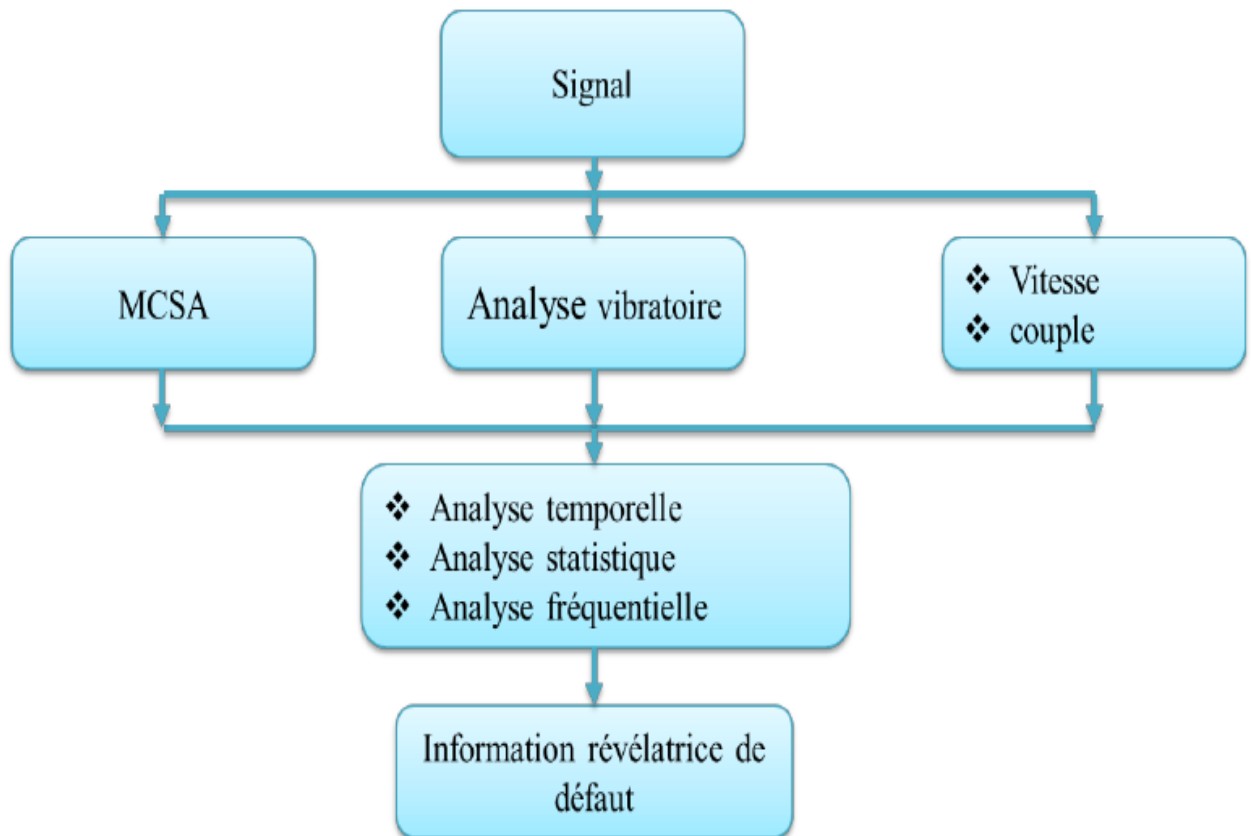 Signal
MCSA
Analyse vibratoire
❖ Vitesse
❖ couple
❖ Analyse temporelle
❖ Analyse statistique
❖ Analyse fréquentielle
Information révélatrice de
défaut